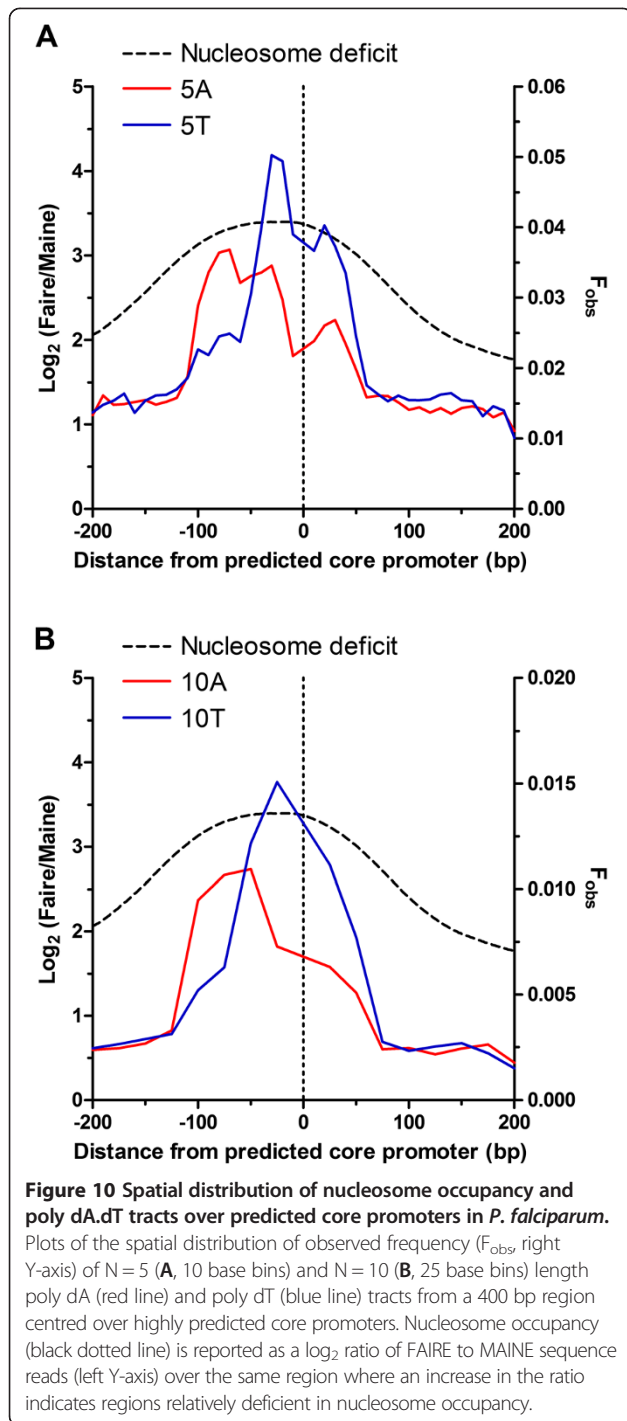 A
Nucleosome deficit
5A
5T
5
4
3
2
1
0
Log2 (Faire/Maine)
0.06
0.05
0.04
0.03
0.02
0.01
0.00
Fobs
-200 -100 0 100 200
Distance from predicted core promoter (bp)
B
Nucleosome deficit
10A
10T
5
4
3
2
1
0
Log2 (Faire/Maine)
0.020
0.015
0.010
0.005
0.000
Fobs
-200 -100 0 100 200
Distance from predicted core promoter (bp)
Figure 10 Spatial distribution of nucleosome occupancy and
poly dA.dT tracts over predicted core promoters in P. falciparum.
Plots of the spatial distribution of observed frequency (Fobs, right
Y-axis) of N = 5 (A, 10 base bins) and N = 10 (B, 25 base bins) length
poly dA (red line) and poly dT (blue line) tracts from a 400 bp region
centred over highly predicted core promoters. Nucleosome occupancy
(black dotted line) is reported as a log2 ratio of FAIRE to MAINE sequence
reads (left Y-axis) over the same region where an increase in the ratio
indicates regions relatively deficient in nucleosome occupancy.